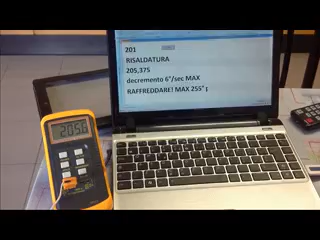 201
RISALDATURA
205,375
decremento 6°/sec MAX
RAFFREDDARE! MAX 255°
205.6